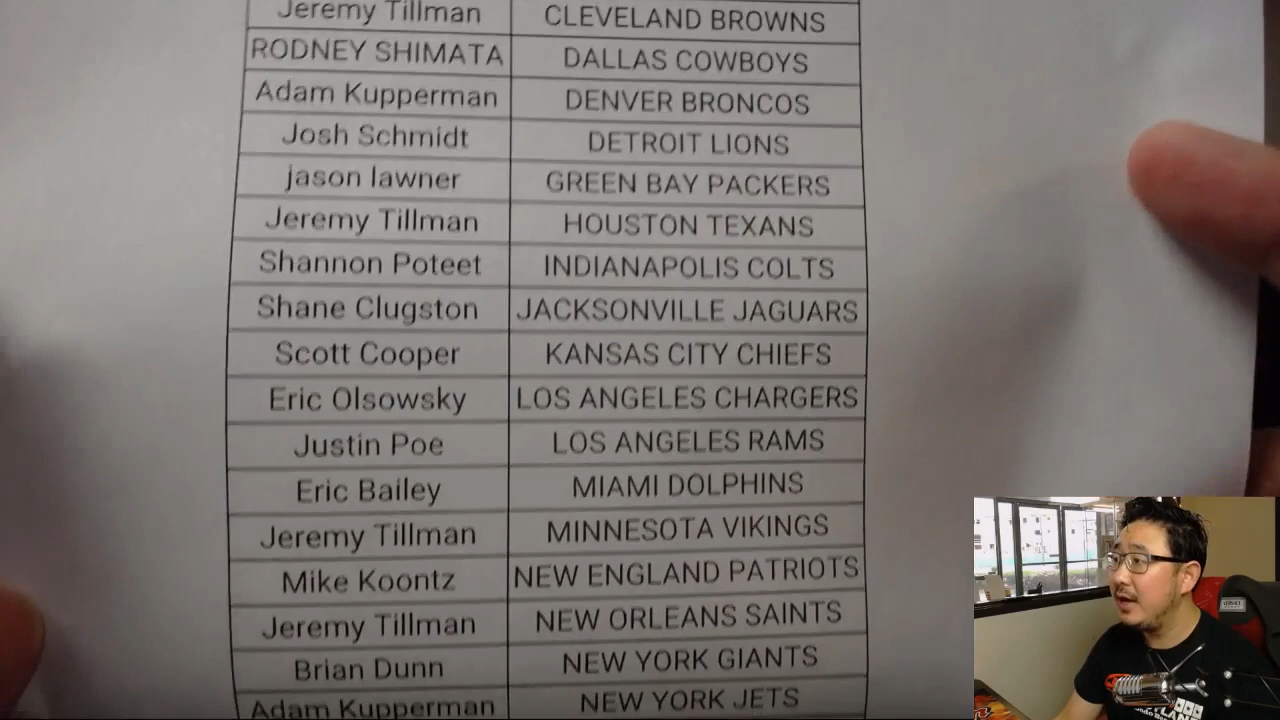 Jeremy Tillman CLEVELAND BROWNS
RODNEY SHIMATA DALLAS COWBOYS
Adam Kupperman DENVER BRONCOS
Josh Schmidt DETROIT LIONS
jason lawner GREEN BAY PACKERS
Jeremy Tillman HOUSTON TEXANS
Shannon Poteet INDIANAPOLIS COLTS
Shane Clugston JACKSONVILLE JAGUARS
Scott Cooper KANSAS CITY CHIEFS
Eric Olsowsky LOS ANGELES CHARGERS
Justin Poe LOS ANGELES RAMS
Eric Bailey MIAMI DOLPHINS
Jeremy Tillman MINNESOTA VIKINGS
Mike Koontz NEW ENGLAND PATRIOTS
Jeremy Tillman NEW ORLEANS SAINTS
Brian Dunn NEW YORK GIANTS
Adam Kupperman NEW YORK JETS